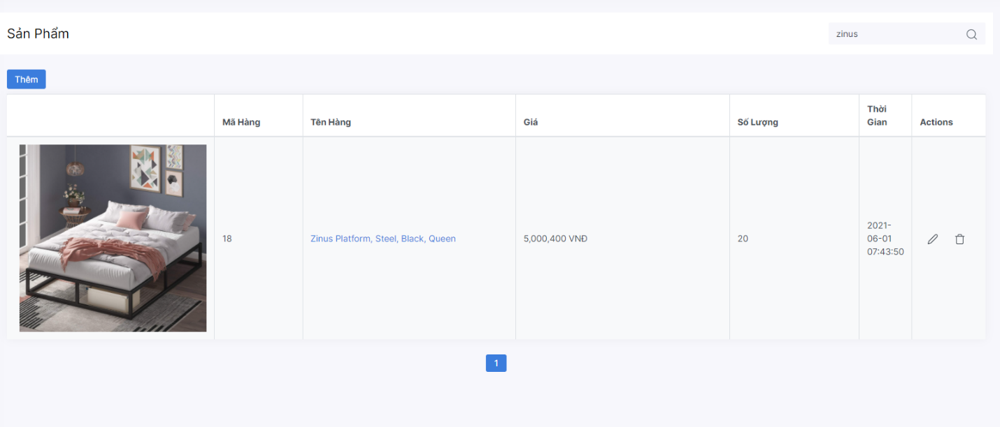 Sản Phẩm
zinus
Thêm
Mã Hàng
Tên Hàng
Giá
Số Lượng
Thời
Gian
Actions
18
Zinus Platform, Steel, Black, Queen
5,000,400 VNĐ
20
2021-
06-01
07:43:50
1